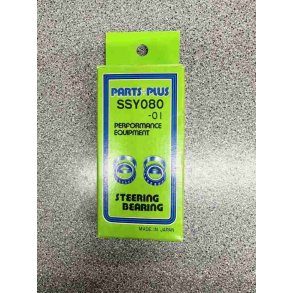 PARTS PLUS
SSY080
-01
PERFORMANCE
EQUIPMENT
STEERING
BEARING
MADE IN JAPAN